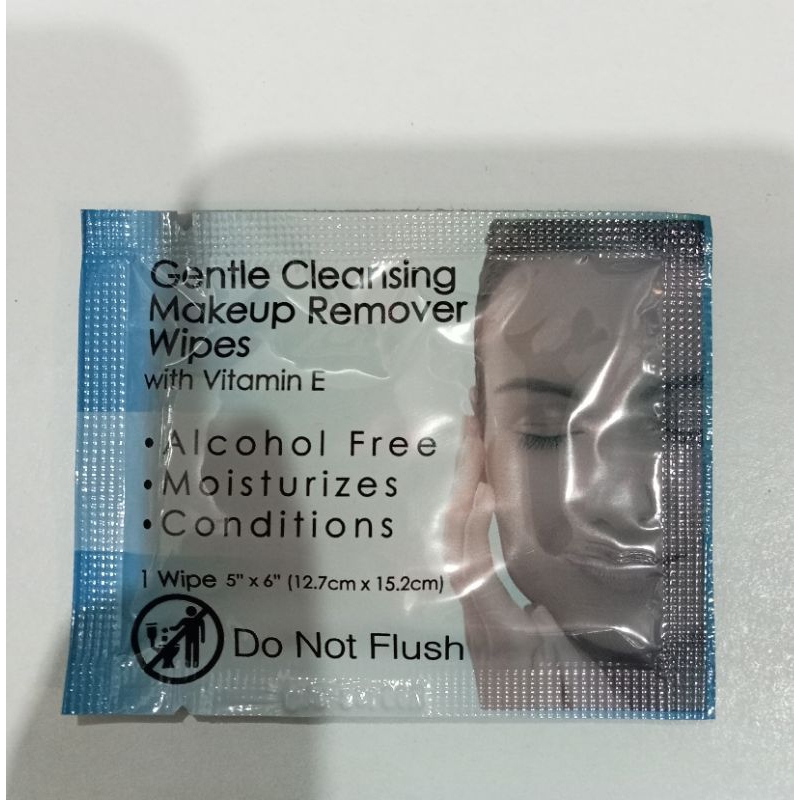 Gentle Cleansing
Makeup Remover
Wipes
with Vitamin E
• Alcohol Free
• Moisturizes
• Conditions
1 Wipe 5" x 6" (12.7cm x 15.2cm)
Do Not Flush